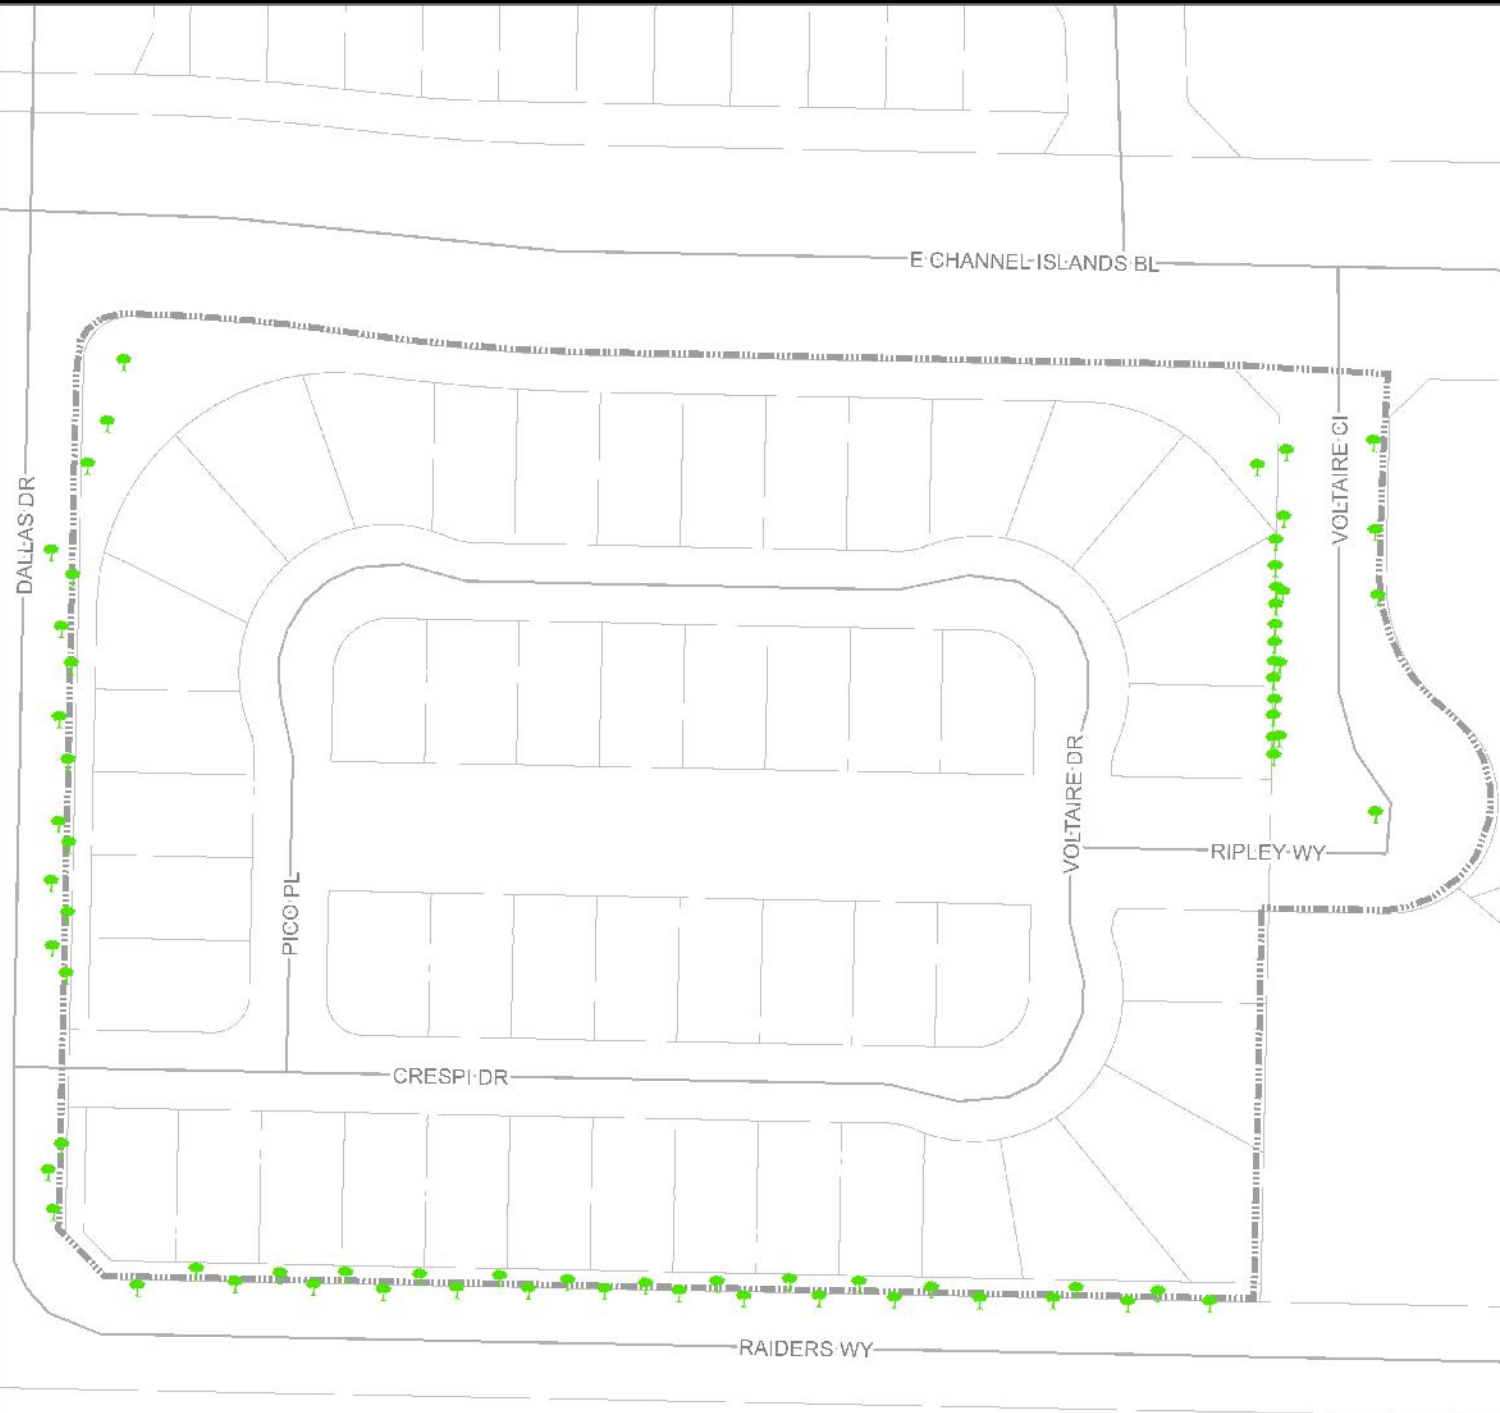 E CHANNEL ISLANDS BL
VOLTAIRE CI
DALLAS DR
VOLTAIRE DR
RIPLEY WY
PICO PL
CRESPI DR
RAIDERS WY